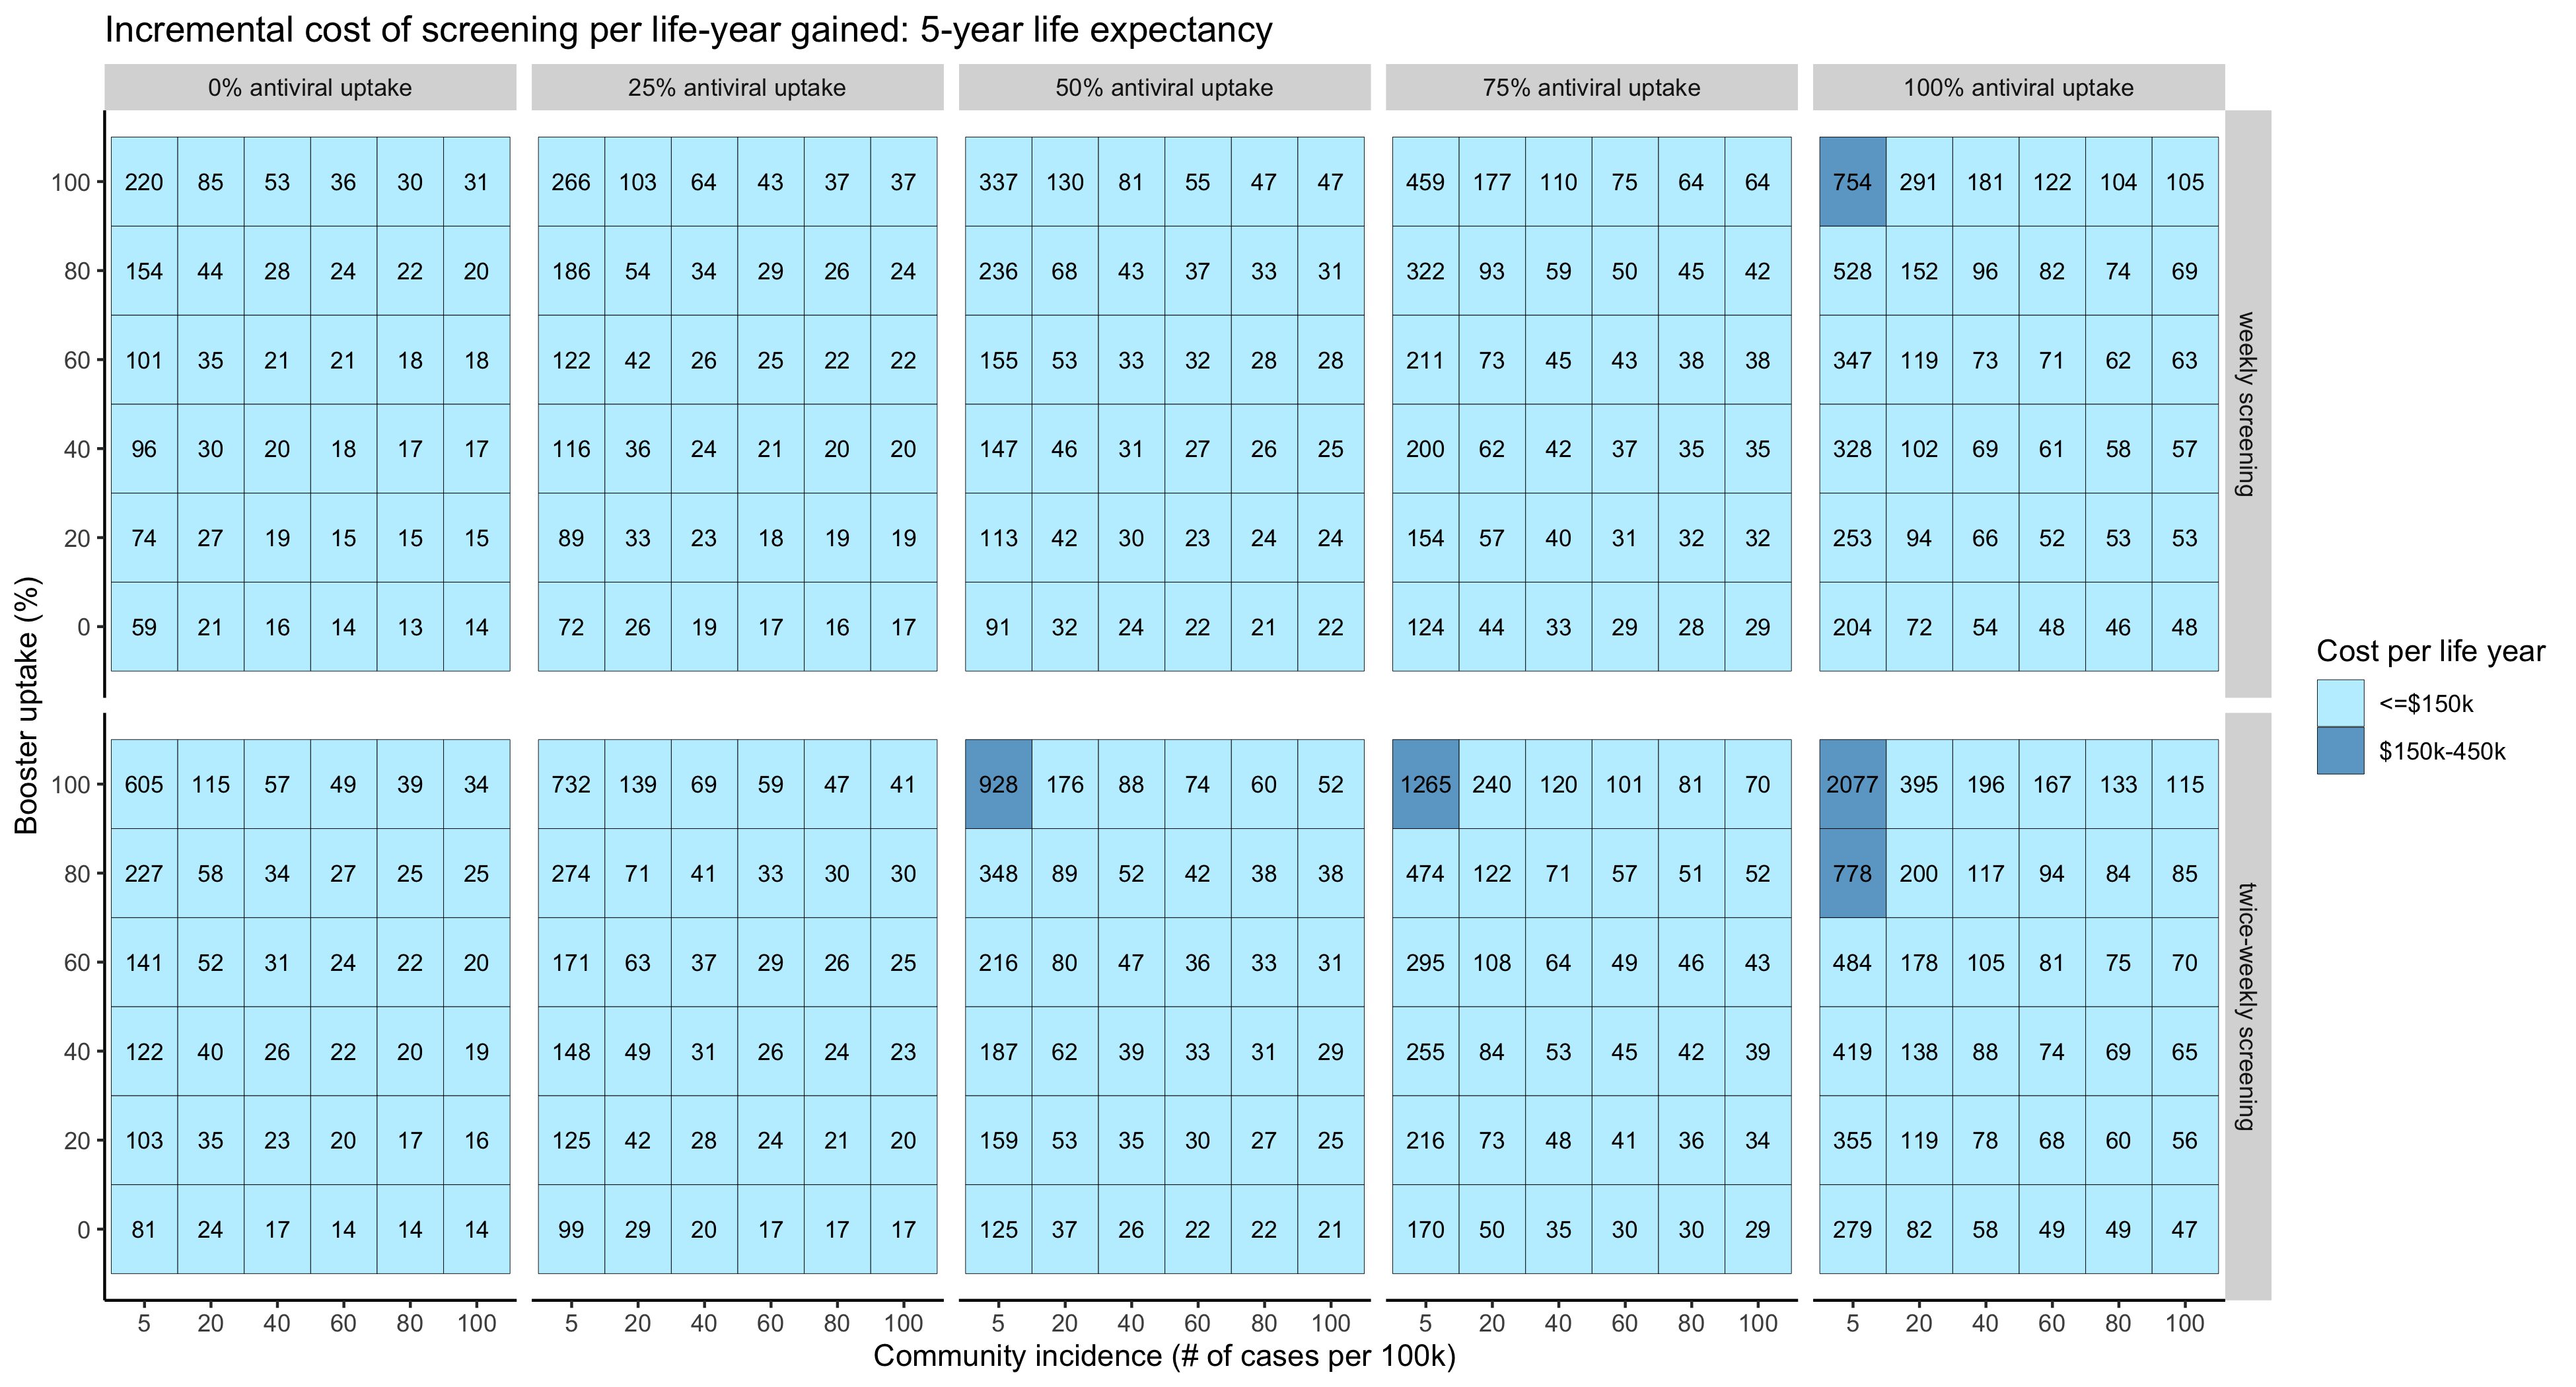 Incremental cost of screening per life-year gained: 5-year life expectancy
0% antiviral uptake 25% antiviral uptake 50% antiviral uptake 75% antiviral uptake 100% antiviral uptake
100 220 85 53 36 30 31 266 103 64 43 37 37 337 130 81 55 47 47 459 177 110 75 64 64 754 291 181 122 104 105
80 154 44 28 24 22 20 186 54 34 29 26 24 236 68 43 37 33 31 322 93 59 50 45 42 528 152 96 82 74 69
60 101 35 21 21 18 18 122 42 26 25 22 22 155 53 33 32 28 28 211 73 45 43 38 38 347 119 73 71 62 63
40 96 30 20 18 17 17 116 36 24 21 20 20 147 46 31 27 26 25 200 62 42 37 35 35 328 102 69 61 58 57
20 74 27 19 15 15 15 89 33 23 18 19 19 113 42 30 23 24 24 154 57 40 31 32 32 253 94 66 52 53 53
0 59 21 16 14 13 14 72 26 19 17 16 17 91 32 24 22 21 22 124 44 33 29 28 29 204 72 54 48 46 48
weekly screening
100 605 115 57 49 39 34 732 139 69 59 47 41 928 176 88 74 60 52 1265 240 120 101 81 70 2077 395 196 167 133 115
80 227 58 34 27 25 25 274 71 41 33 30 30 348 89 52 42 38 38 474 122 71 57 51 52 778 200 117 94 84 85
60 141 52 31 24 22 20 171 63 37 29 26 25 216 80 47 36 33 31 295 108 64 49 46 43 484 178 105 81 75 70
40 122 40 26 22 20 19 148 49 31 26 24 23 187 62 39 33 31 29 255 84 53 45 42 39 419 138 88 74 69 65
20 103 35 23 20 17 16 125 42 28 24 21 20 159 53 35 30 27 25 216 73 48 41 36 34 355 119 78 68 60 56
0 81 24 17 14 14 14 99 29 20 17 17 17 125 37 26 22 22 21 170 50 35 30 30 29 279 82 58 49 49 47
twice-weekly screening
5 20 40 60 80 100 5 20 40 60 80 100 5 20 40 60 80 100 5 20 40 60 80 100 5 20 40 60 80 100
Community incidence (# of cases per 100k)
Booster uptake (%)
Cost per life year
<=$150k
$150k-450k